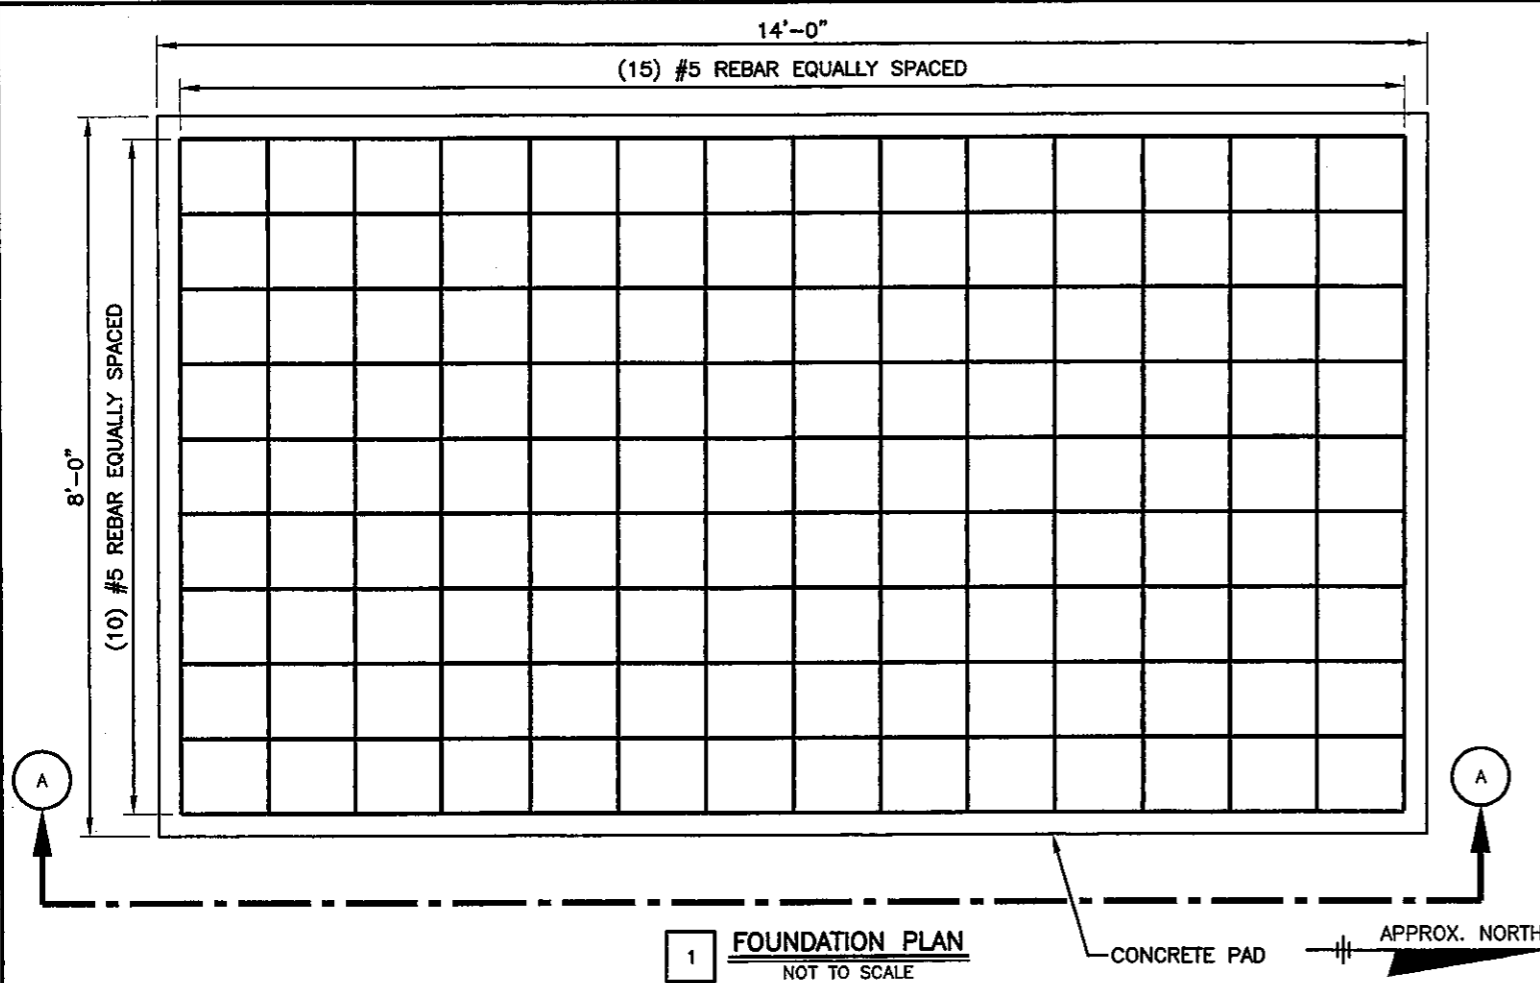 14'-0"
(15) #5 REBAR EQUALLY SPACED
8'-0"
(10) #5 REBAR EQUALLY SPACED
A
A
1
FOUNDATION PLAN
NOT TO SCALE
CONCRETE PAD
APPROX. NORTH